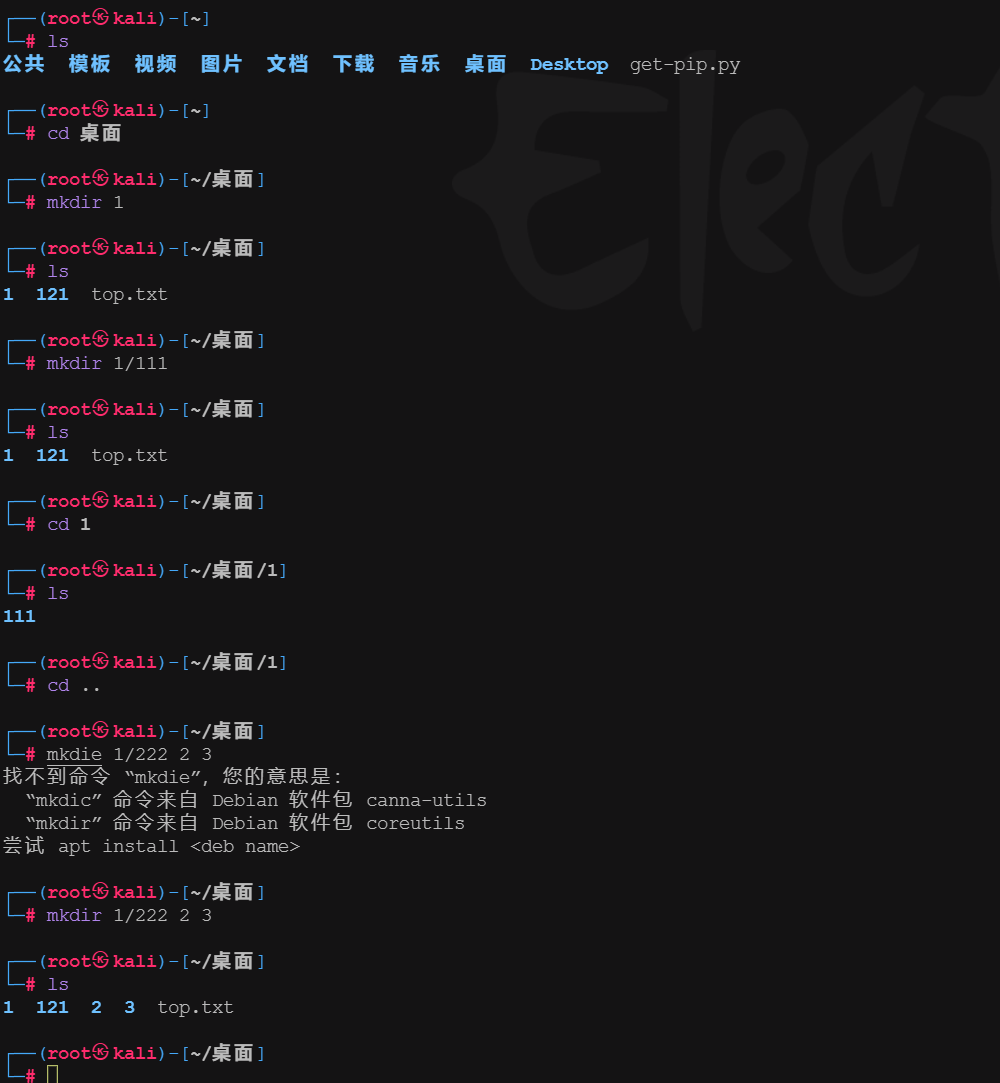 ┌──(root㉿kali)-[~]
└─# ls
公共  模板  视频  图片  文档  下载  音乐  桌面  Desktop  get-pip.py
┌──(root㉿kali)-[~]
└─# cd 桌面
┌──(root㉿kali)-[~/桌面]
└─# mkdir 1
┌──(root㉿kali)-[~/桌面]
└─# ls
1  121  top.txt
┌──(root㉿kali)-[~/桌面]
└─# mkdir 1/111
┌──(root㉿kali)-[~/桌面]
└─# ls
1  121  top.txt
┌──(root㉿kali)-[~/桌面]
└─# cd 1
┌──(root㉿kali)-[~/桌面/1]
└─# ls
111
┌──(root㉿kali)-[~/桌面/1]
└─# cd ..
┌──(root㉿kali)-[~/桌面]
└─# mkdie 1/222 2 3
找不到命令 “mkdie”，您的意思是：
  “mkdic” 命令来自 Debian 软件包 canna-utils
  “mkdir” 命令来自 Debian 软件包 coreutils
尝试 apt install <deb name>
┌──(root㉿kali)-[~/桌面]
└─# mkdir 1/222 2 3
┌──(root㉿kali)-[~/桌面]
└─# ls
1  121  2  3  top.txt
┌──(root㉿kali)-[~/桌面]
└─#
Elect